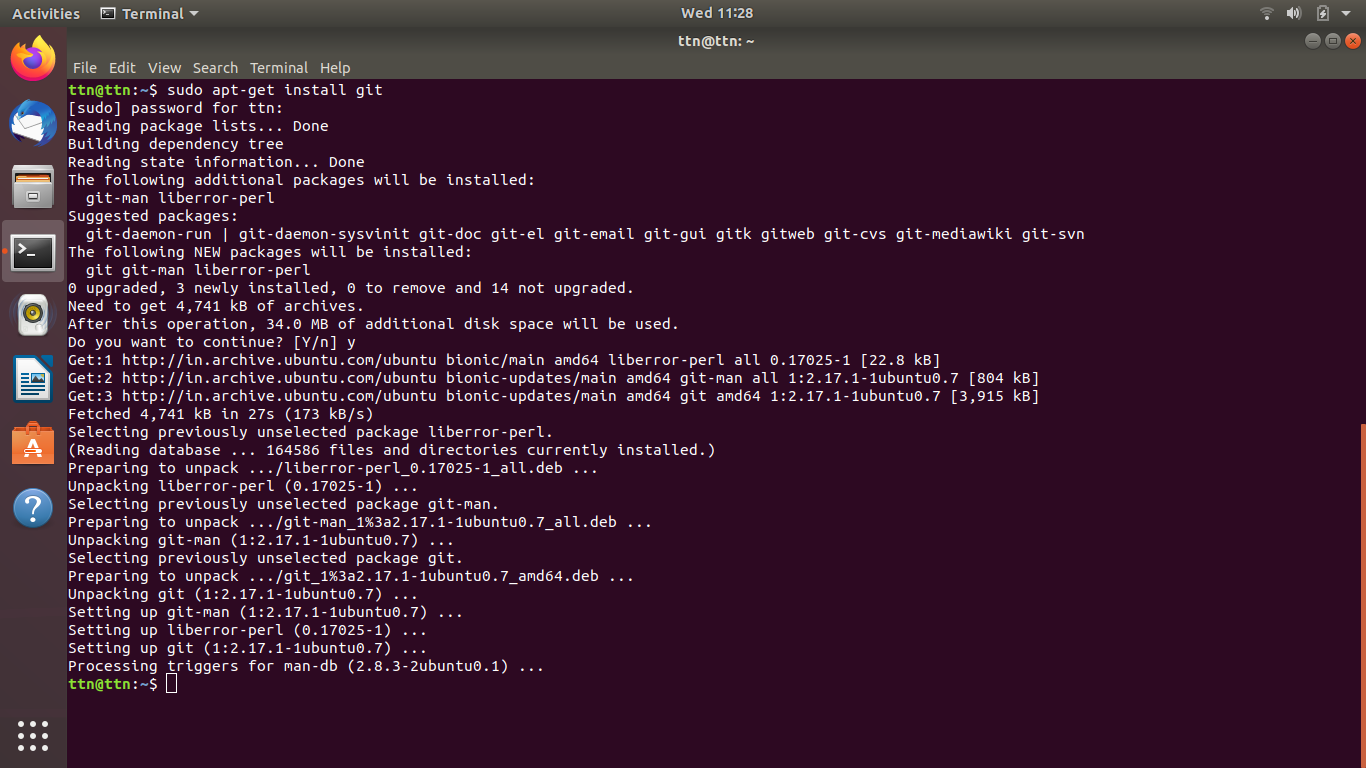 Activities Terminal Wed 11:28
ttn@ttn: ~
File Edit View Search Terminal Help
ttn@ttn:~$ sudo apt-get install git
[sudo] password for ttn:
Reading package lists... Done
Building dependency tree
Reading state information... Done
The following additional packages will be installed:
  git-man liberror-perl
Suggested packages:
  git-daemon-run | git-daemon-sysvinit git-doc git-el git-email git-gui gitk gitweb git-cvs git-mediawiki git-svn
The following NEW packages will be installed:
  git git-man liberror-perl
0 upgraded, 3 newly installed, 0 to remove and 14 not upgraded.
Need to get 4,741 kB of archives.
After this operation, 34.0 MB of additional disk space will be used.
Do you want to continue? [Y/n] y
Get:1 http://in.archive.ubuntu.com/ubuntu bionic/main amd64 liberror-perl all 0.17025-1 [22.8 kB]
Get:2 http://in.archive.ubuntu.com/ubuntu bionic-updates/main amd64 git-man all 1:2.17.1-1ubuntu0.7 [804 kB]
Get:3 http://in.archive.ubuntu.com/ubuntu bionic-updates/main amd64 git amd64 1:2.17.1-1ubuntu0.7 [3,915 kB]
Fetched 4,741 kB in 27s (173 kB/s)
Selecting previously unselected package liberror-perl.
(Reading database ... 164586 files and directories currently installed.)
Preparing to unpack .../liberror-perl_0.17025-1_all.deb ...
Unpacking liberror-perl (0.17025-1) ...
Selecting previously unselected package git-man.
Preparing to unpack .../git-man_1%3a2.17.1-1ubuntu0.7_all.deb ...
Unpacking git-man (1:2.17.1-1ubuntu0.7) ...
Selecting previously unselected package git.
Preparing to unpack .../git_1%3a2.17.1-1ubuntu0.7_amd64.deb ...
Unpacking git (1:2.17.1-1ubuntu0.7) ...
Setting up git-man (1:2.17.1-1ubuntu0.7) ...
Setting up liberror-perl (0.17025-1) ...
Setting up git (1:2.17.1-1ubuntu0.7) ...
Processing triggers for man-db (2.8.3-2ubuntu0.1) ...
ttn@ttn:~$